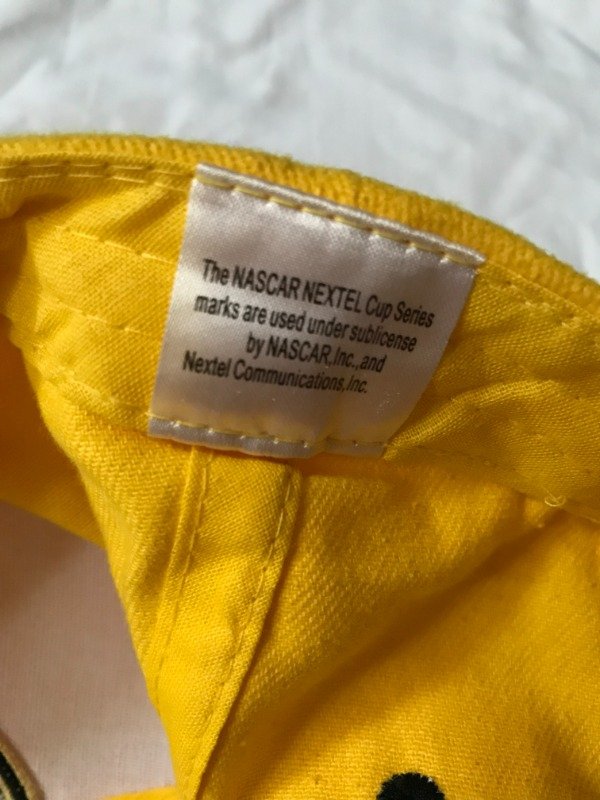 The NASCAR NEXTEL Cup Series
marks are used under sublicense
by NASCAR, Inc., and
Nextel Communications, Inc.